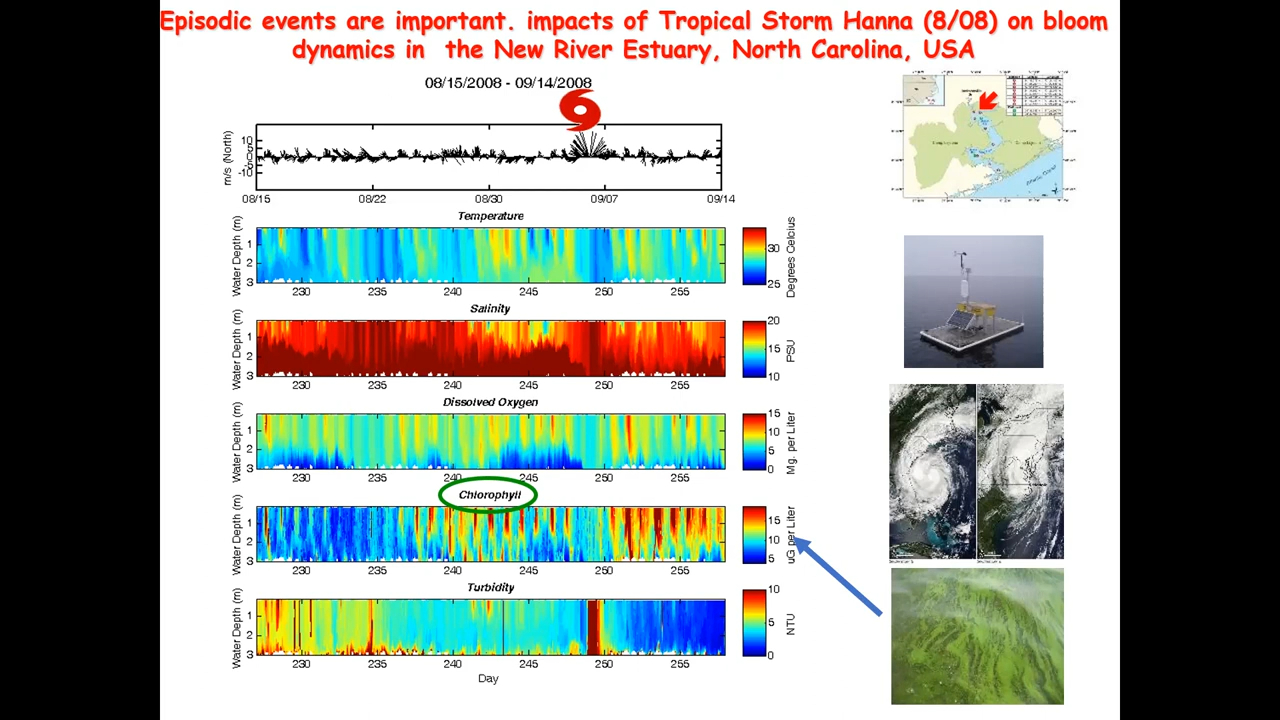 Episodic events are important. impacts of Tropical Storm Hanna (8/08) on bloom
dynamics in the New River Estuary, North Carolina, USA
08/15/2008 - 09/14/2008
m/s (North)
10
5
0
-5
-10
08/15 08/22 08/30 09/07 09/14
Temperature
Water Depth (m)
1
2
3
230 235 240 245 250 255
30
25
Degrees Celcius
Salinity
Water Depth (m)
1
2
3
230 235 240 245 250 255
20
15
10
PSU
Dissolved Oxygen
Water Depth (m)
1
2
3
230 235 240 245 250 255
15
10
5
0
Mg. per Liter
Chlorophyll
Water Depth (m)
1
2
3
230 235 240 245 250 255
15
10
5
uG per Liter
Turbidity
Water Depth (m)
1
2
3
230 235 240 245 250 255
10
5
0
NTU
Day